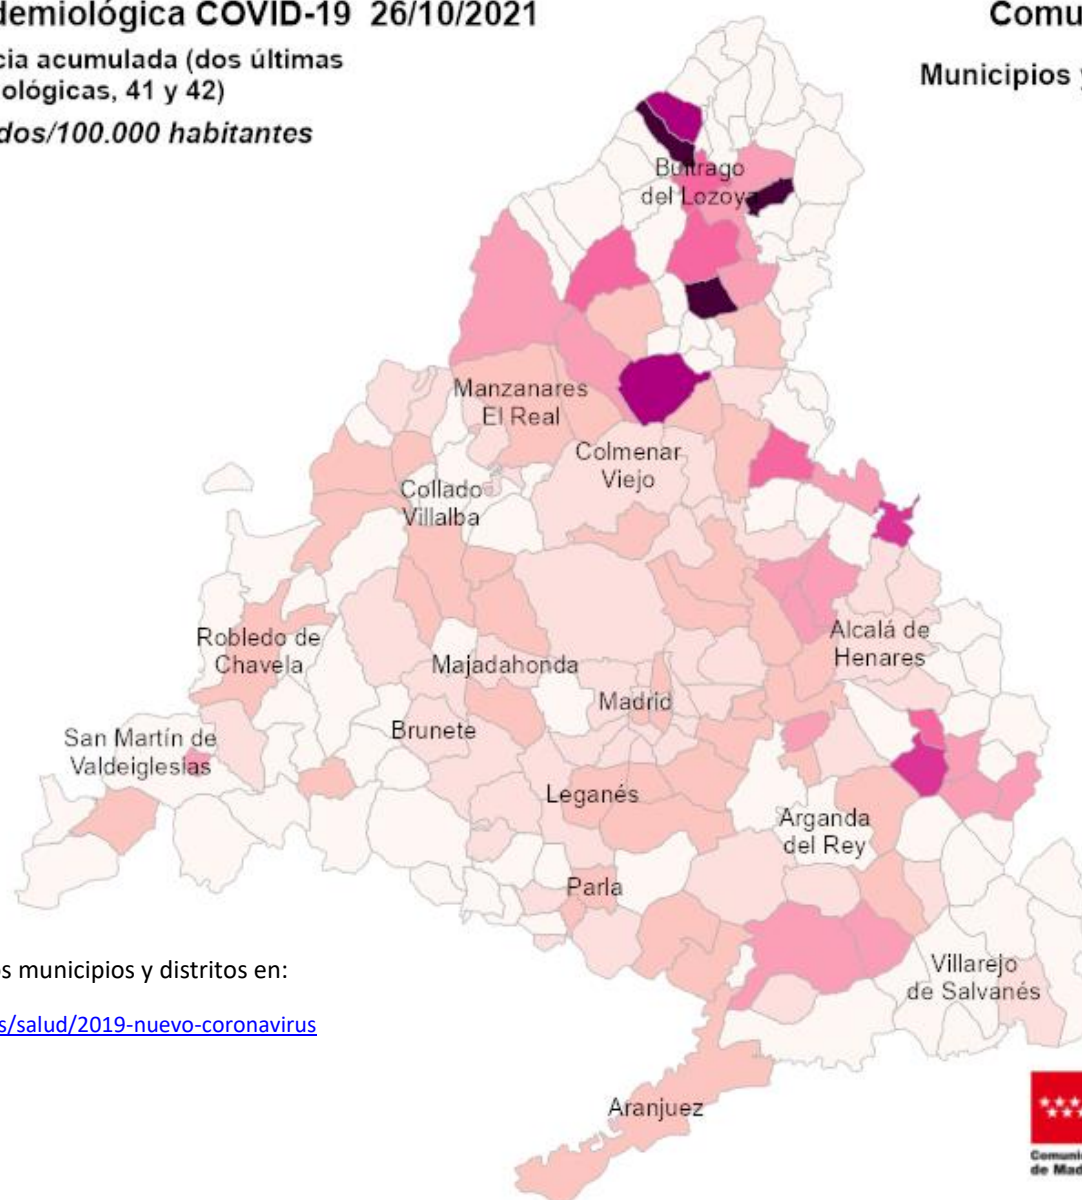 demiológica COVID-19 26/10/2021
Comu
cia acumulada (dos últimas
ológicas, 41 y 42)
Municipios y
dos/100.000 habitantes
Buitrago
del Lozoya
Manzanares
El Real
Colmenar
Viejo
Collado
Villalba
Robledo de
Chavela
Alcalá de
Henares
Majadahonda
Madrid
Brunete
San Martín de
Valdeiglesias
Leganés
Arganda
del Rey
Parla
os municipios y distritos en:
Villarejo
de Salvanés
s/salud/2019-nuevo-coronavirus
Aranjuez
Comuni
de Mad